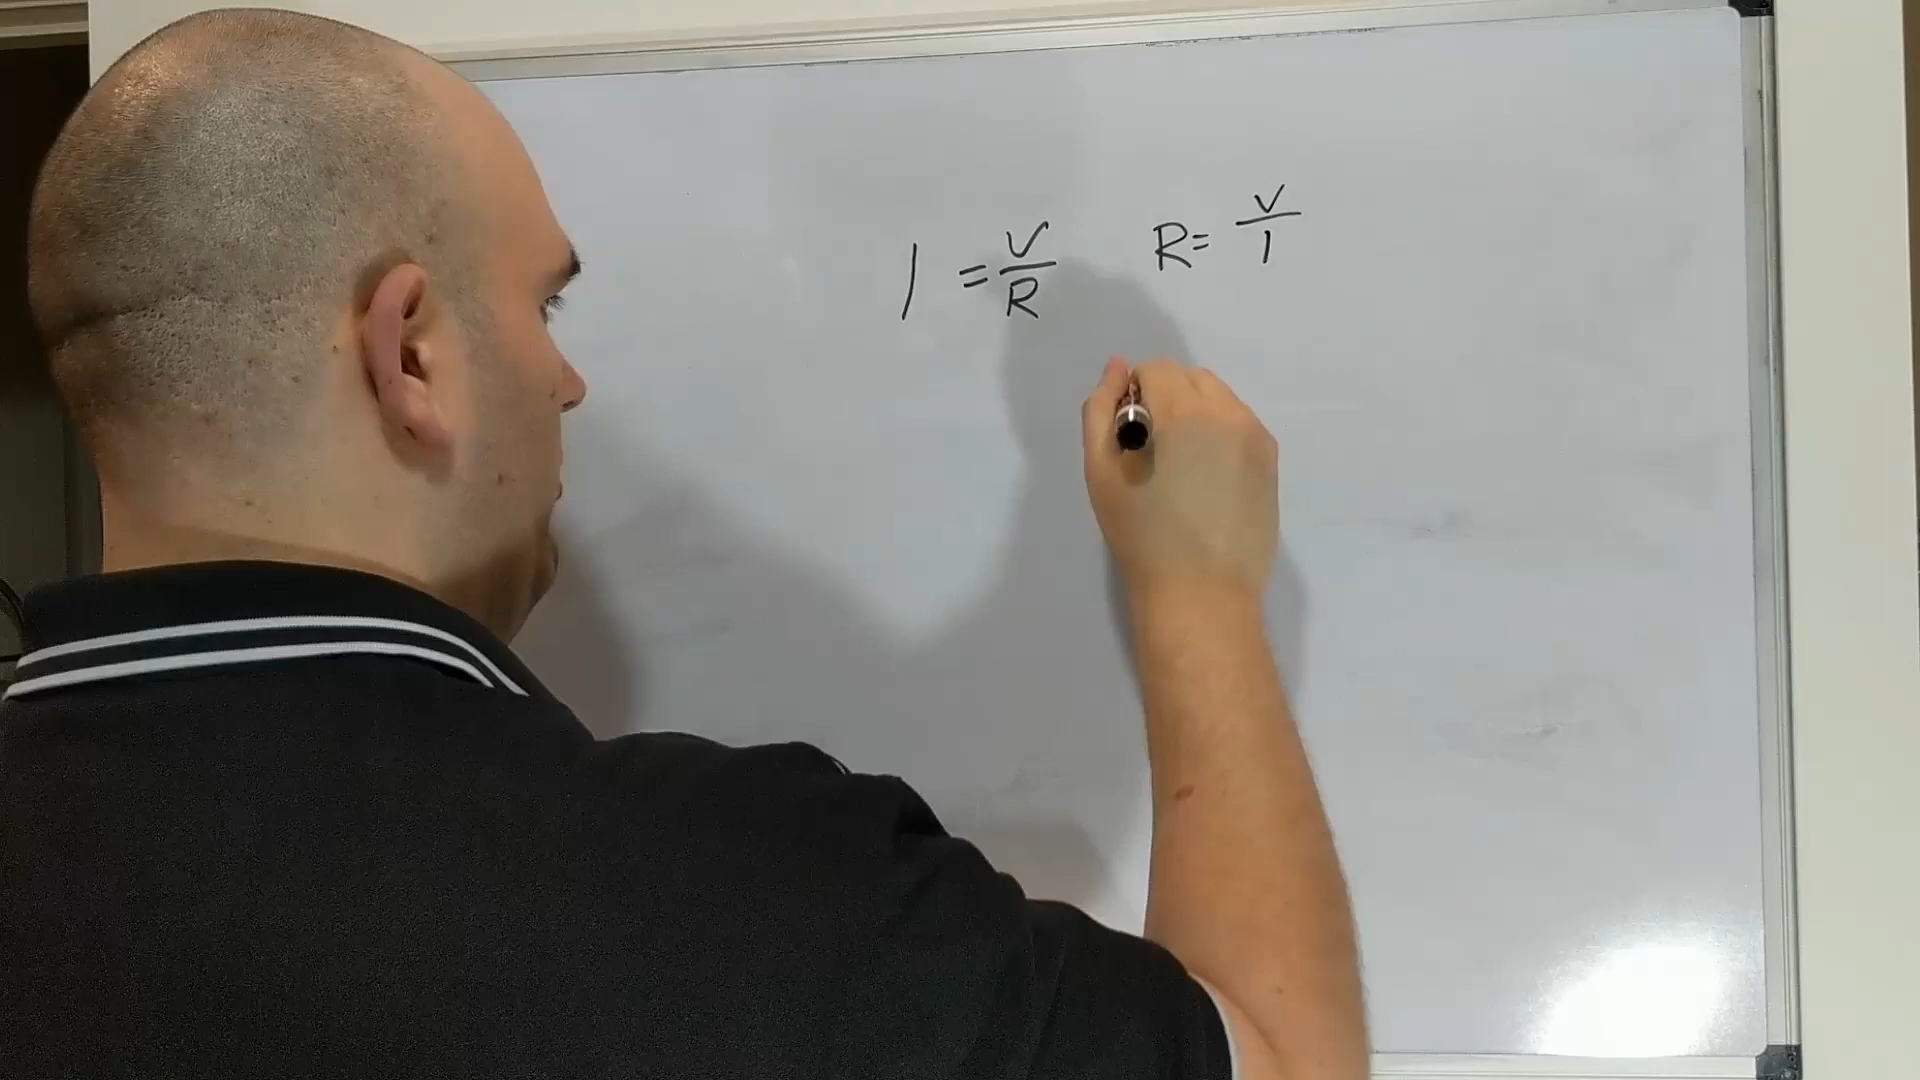 I = V/R
R = V/I